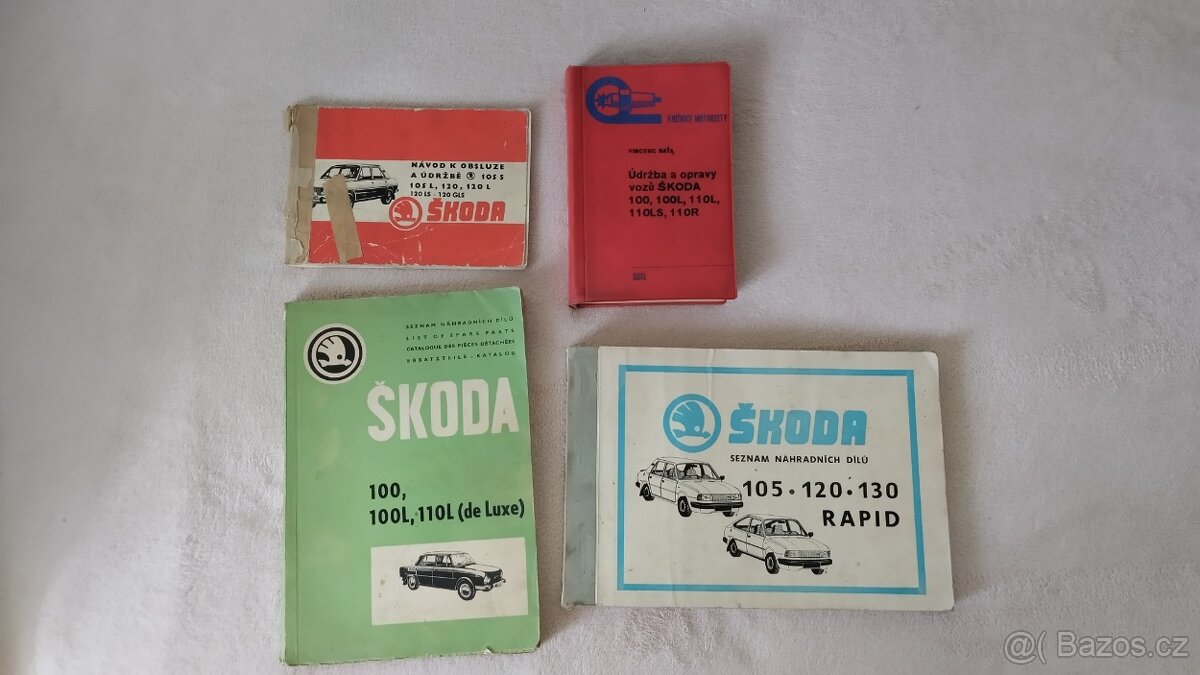 NÁVOD K OBSLUZE
A ÚDRŽBĚ 105 S
105 L, 120, 120 L
120 LS - 120 GLS
ŠKODA
KNIŽNICE MOTORISTY
VINCENC BAŤA
Údržba a opravy
vozů ŠKODA
100, 100L, 110L,
110LS, 110R
SEZNAM NÁHRADNÍCH DÍLŮ
LIST OF SPARE PARTS
CATALOGUE DES PIÈCES DÉTACHÉES
ERSATZTEILE - KATALOG
ŠKODA
100,
100L, 110L (de Luxe)
ŠKODA
SEZNAM NÁHRADNÍCH DÍLŮ
105 • 120 • 130
RAPID
@( Bazos.cz